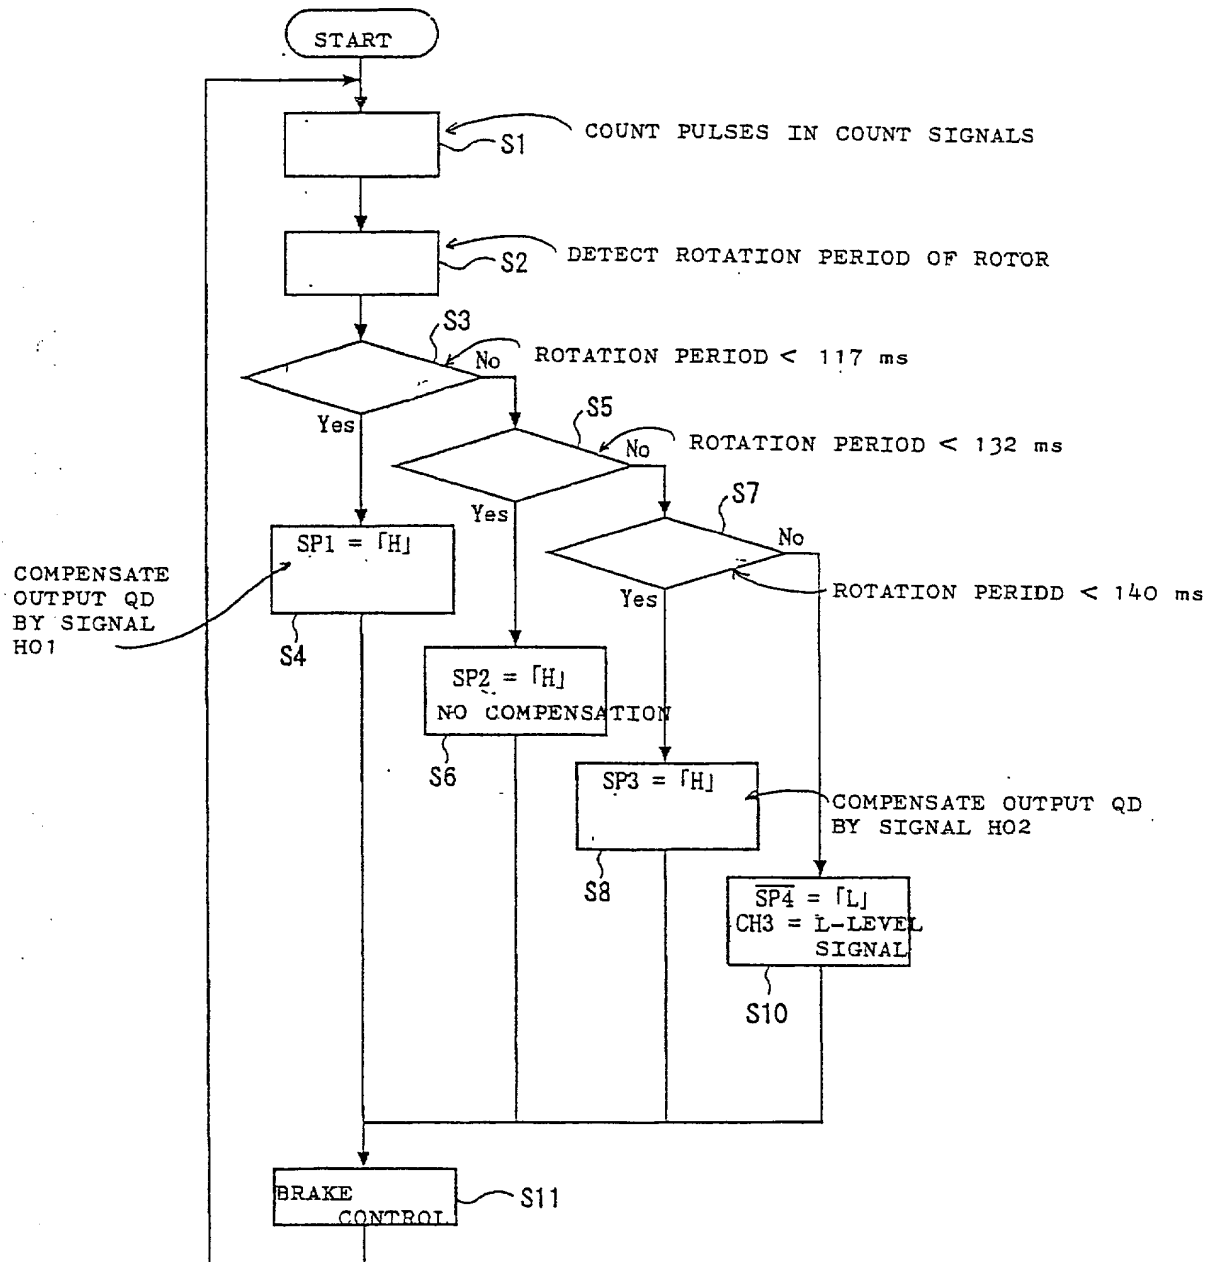 START
COUNT PULSES IN COUNT SIGNALS
S1
DETECT ROTATION PERIOD OF ROTOR
S2
S3
ROTATION PERIOD < 117 ms
No
Yes
S5
ROTATION PERIOD < 132 ms
No
Yes
S7
No
ROTATION PERIDD < 140 ms
Yes
SP1 = ｢H｣
COMPENSATE
OUTPUT QD
BY SIGNAL
HO1
S4
SP2 = ｢H｣
NO COMPENSATION
S6
SP3 = ｢H｣
COMPENSATE OUTPUT QD
BY SIGNAL HO2
S8
S̅P̅4̅ = ｢L｣
CH3 = L-LEVEL
SIGNAL
S10
BRAKE
CONTROL
S11